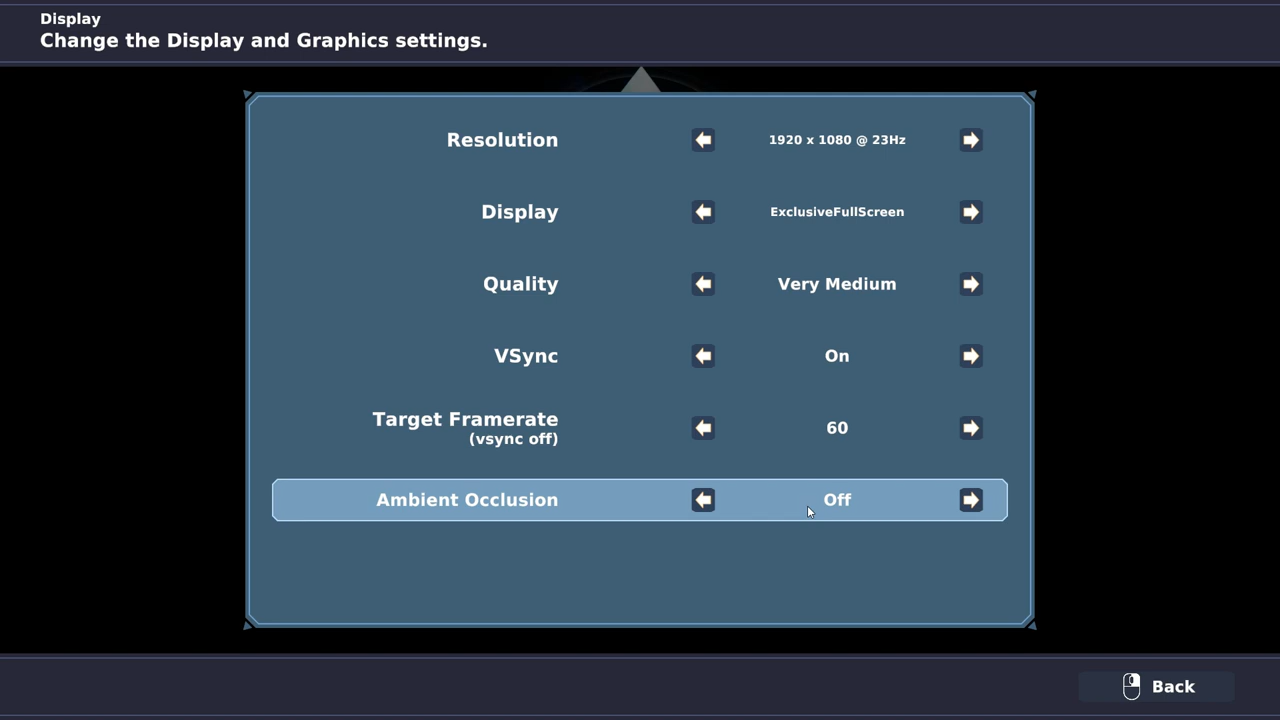 Display
Change the Display and Graphics settings.
Resolution
1920 x 1080 @ 23Hz
Display
ExclusiveFullScreen
Quality
Very Medium
VSync
On
Target Framerate
(vsync off)
60
Ambient Occlusion
Off
Back